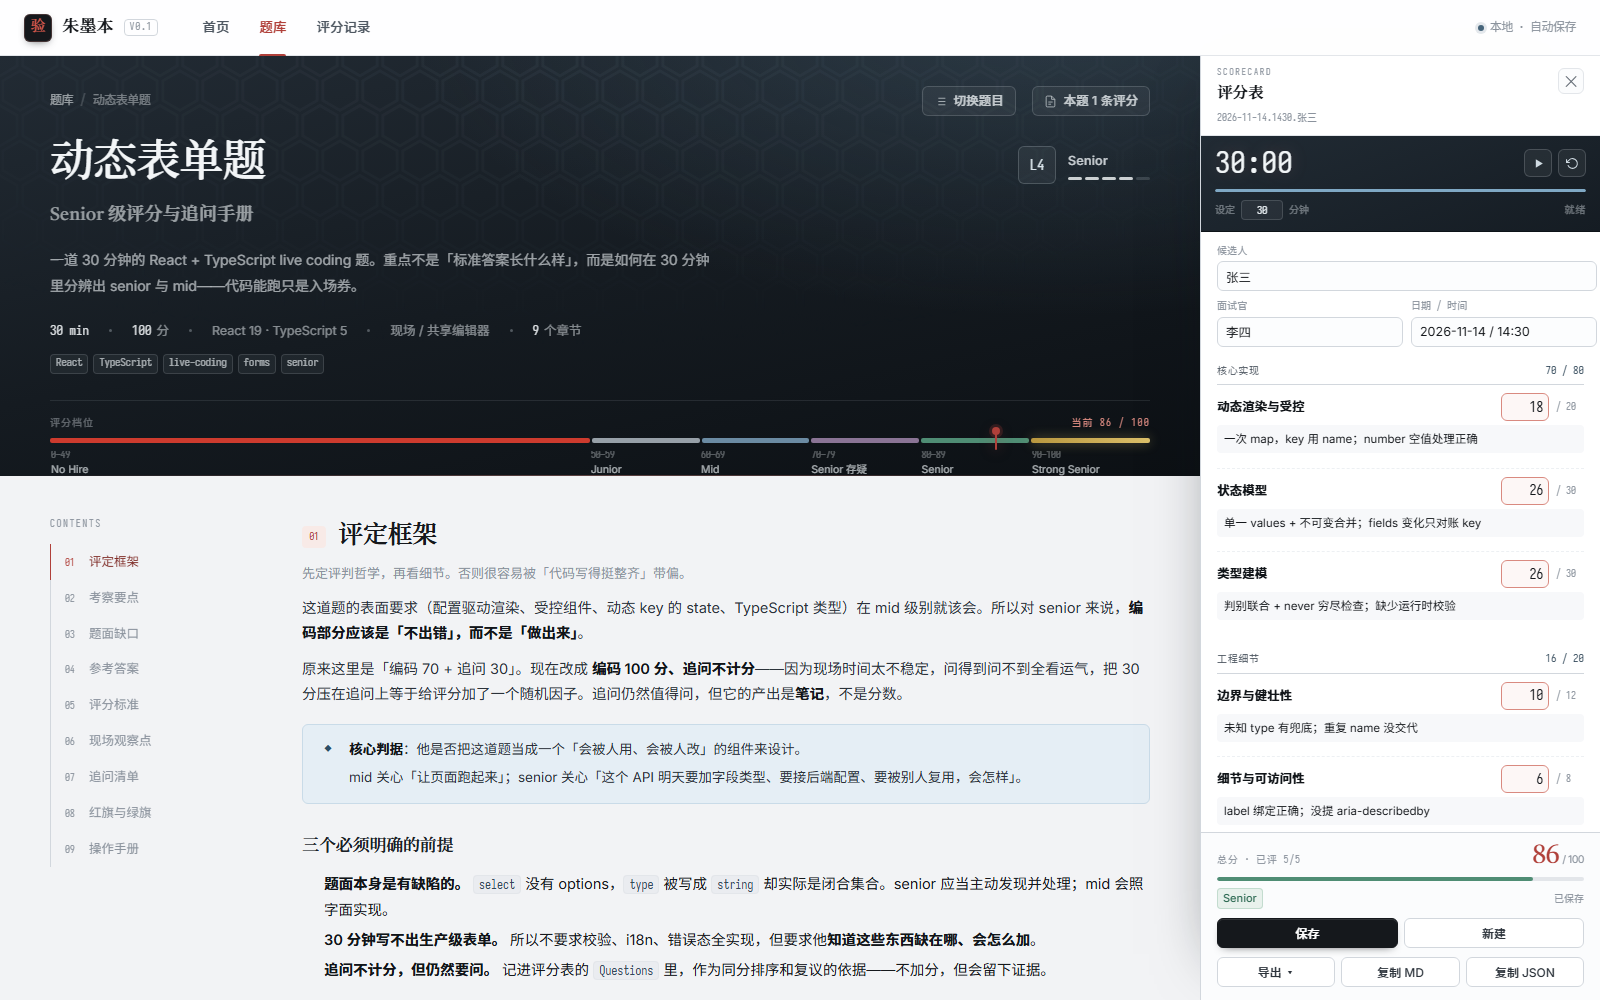 验 朱墨本 V0.1 首页 题库 评分记录 本地 · 自动保存
题库 / 动态表单题
切换题目 本题 1 条评分
动态表单题
L4 Senior
Senior 级评分与追问手册
一道 30 分钟的 React + TypeScript live coding 题。重点不是「标准答案长什么样」，而是如何在 30 分钟
里分辨出 senior 与 mid——代码能跑只是入场券。
30 min · 100 分 · React 19 · TypeScript 5 · 现场 / 共享编辑器 · 9 个章节
React TypeScript live-coding forms senior
评分档位 当前 86 / 100
0-49 50-59 60-69 70-79 80-89 90-100
No Hire Junior Mid Senior 存疑 Senior Strong Senior
CONTENTS
01 评定框架
02 考察要点
03 题面缺口
04 参考答案
05 评分标准
06 现场观察点
07 追问清单
08 红旗与绿旗
09 操作手册
01 评定框架
先定评判哲学，再看细节。否则很容易被「代码写得挺整齐」带偏。
这道题的表面要求（配置驱动渲染、受控组件、动态 key 的 state、TypeScript 类型）在 mid 级别就该会。所以对 senior 来说，编
码部分应该是「不出错」，而不是「做出来」。
原来这里是「编码 70 + 追问 30」。现在改成 编码 100 分、追问不计分——因为现场时间太不稳定，问得到问不到全看运气，把 30
分压在追问上等于给评分加了一个随机因子。追问仍然值得问，但它的产出是笔记，不是分数。
核心判据：他是否把这道题当成一个「会被人用、会被人改」的组件来设计。
mid 关心「让页面跑起来」；senior 关心「这个 API 明天要加字段类型、要接后端配置、要被别人复用，会怎样」。
三个必须明确的前提
题面本身是有缺陷的。 select 没有 options，type 被写成 string 却实际是闭合集合。senior 应当主动发现并处理；mid 会照
字面实现。
30 分钟写不出生产级表单。 所以不要求校验、i18n、错误态全实现，但要求他知道这些东西缺在哪、会怎么加。
追问不计分，但仍然要问。 记进评分表的 Questions 里，作为同分排序和复议的依据——不加分，但会留下证据。
SCORECARD
评分表
2026-11-14.1430.张三
30:00
设定 30 分钟 就绪
候选人
张三
面试官 日期 / 时间
李四 2026-11-14 / 14:30
核心实现 70 / 80
动态渲染与受控 18 / 20
一次 map，key 用 name；number 空值处理正确
状态模型 26 / 30
单一 values + 不可变合并；fields 变化只对账 key
类型建模 26 / 30
判别联合 + never 穷尽检查；缺少运行时校验
工程细节 16 / 20
边界与健壮性 10 / 12
未知 type 有兜底；重复 name 没交代
细节与可访问性 6 / 8
label 绑定正确；没提 aria-describedby
总分 · 已评 5/5 86 / 100
Senior 已保存
保存 新建
导出 复制 MD 复制 JSON